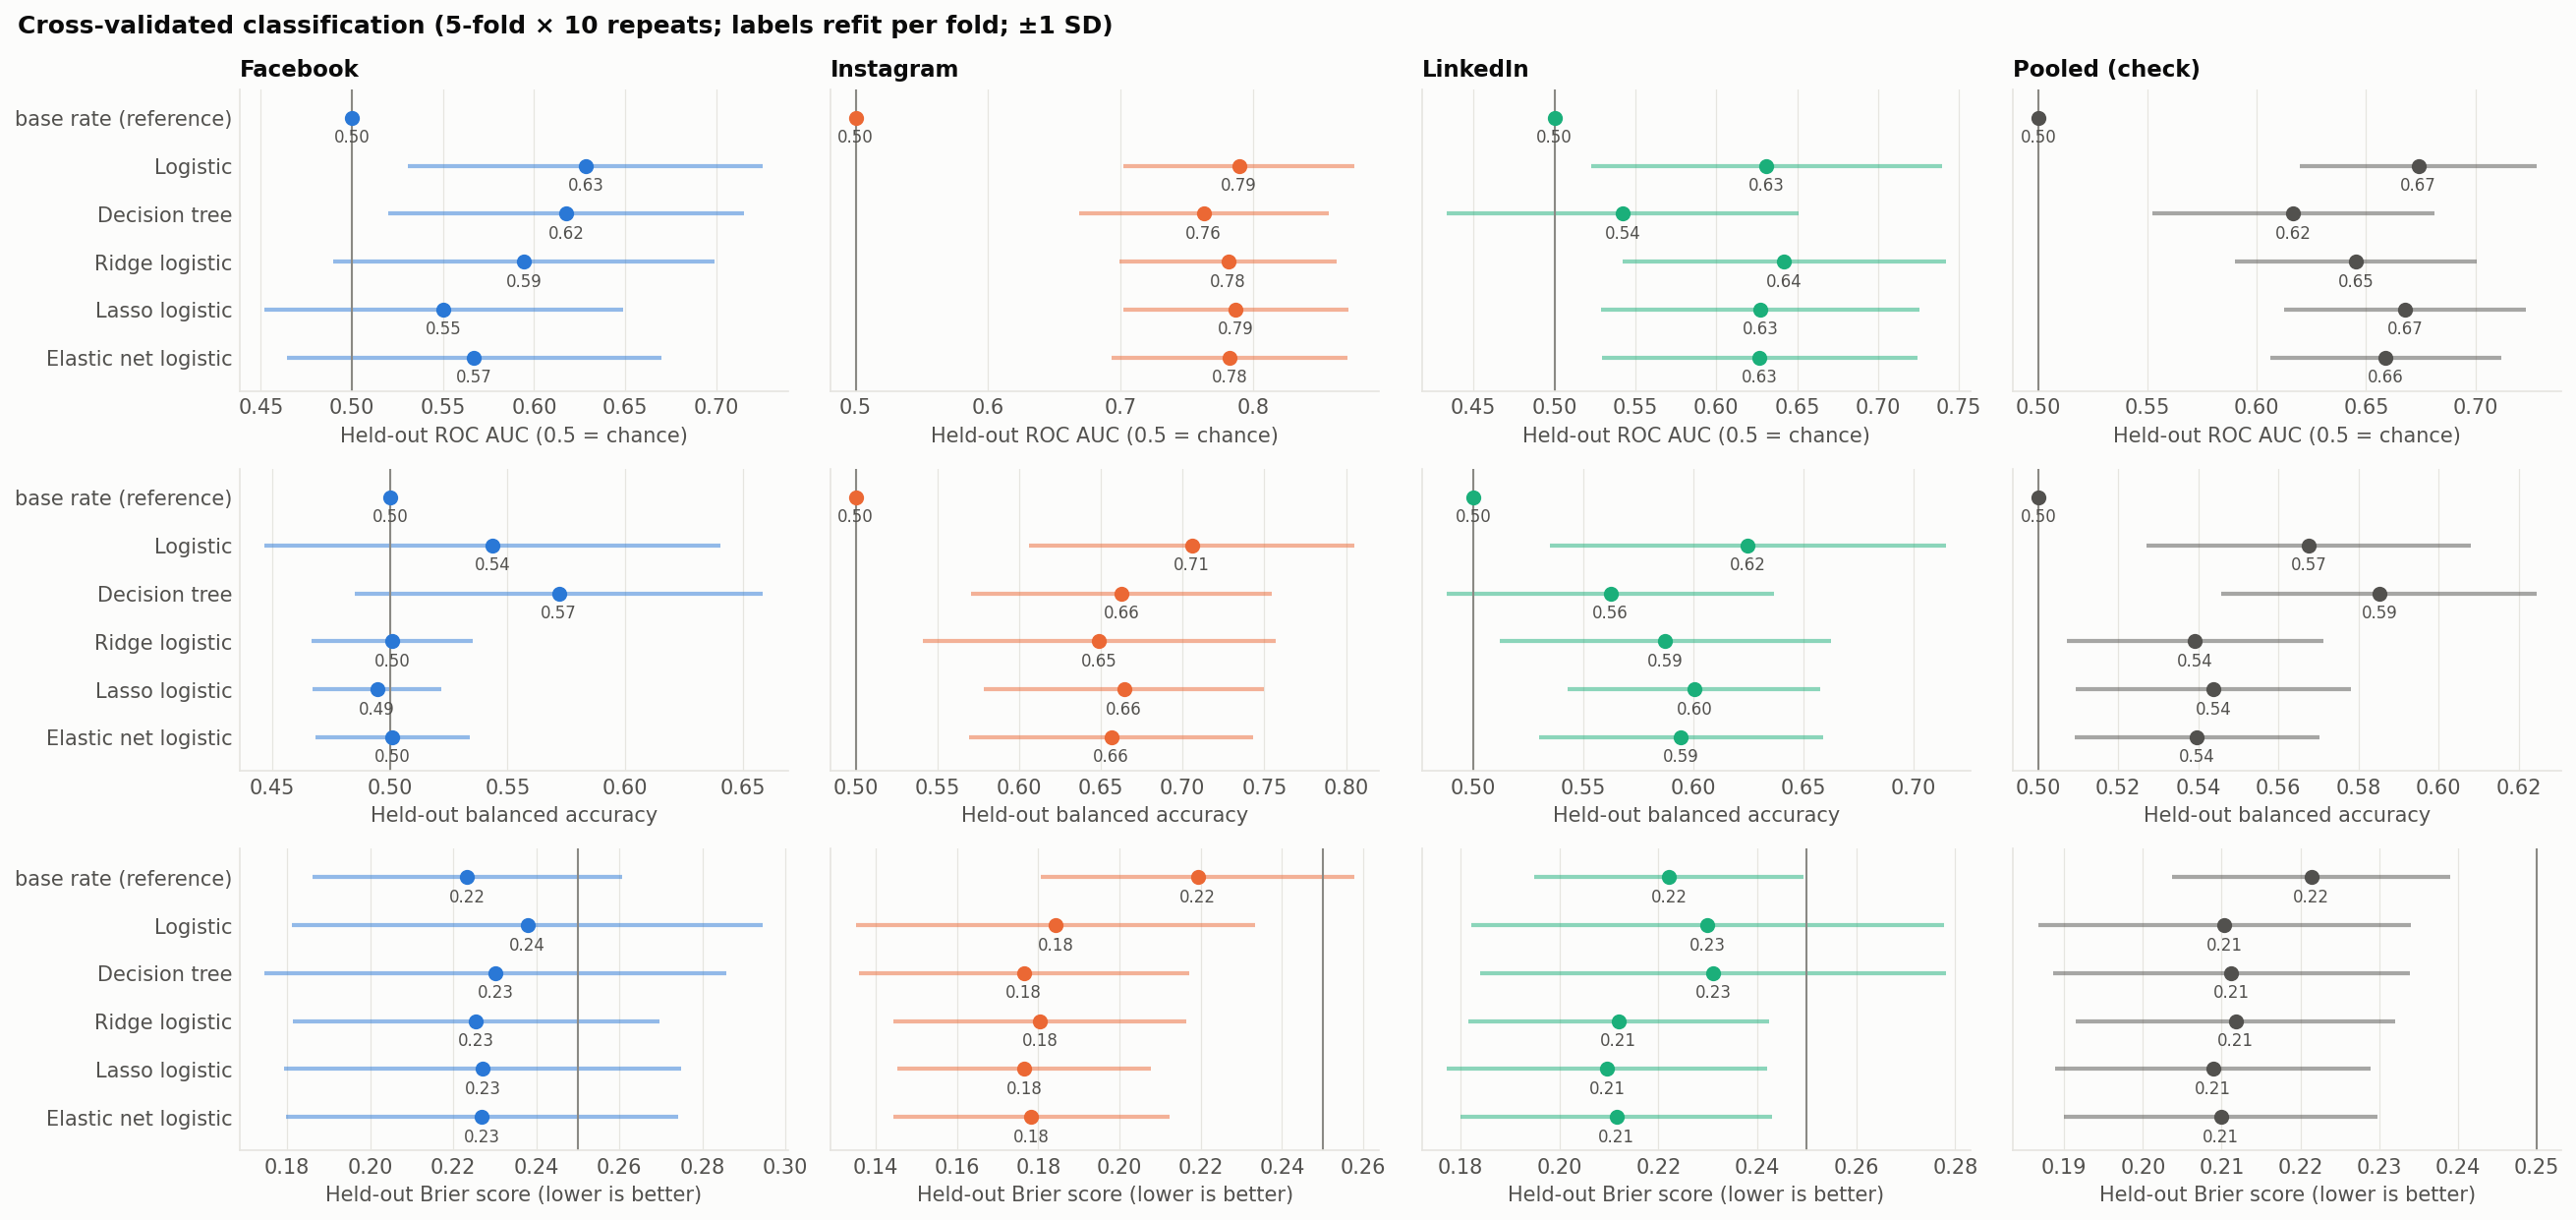 Cross-validated classification (5-fold × 10 repeats; labels refit per fold; ±1 SD)
Facebook
Instagram
LinkedIn
Pooled (check)
base rate (reference)
Logistic
Decision tree
Ridge logistic
Lasso logistic
Elastic net logistic
0.50
0.63
0.62
0.59
0.55
0.57
0.45 0.50 0.55 0.60 0.65 0.70
Held-out ROC AUC (0.5 = chance)
0.50
0.79
0.76
0.78
0.79
0.78
0.5 0.6 0.7 0.8
Held-out ROC AUC (0.5 = chance)
0.50
0.63
0.54
0.64
0.63
0.63
0.45 0.50 0.55 0.60 0.65 0.70 0.75
Held-out ROC AUC (0.5 = chance)
0.50
0.67
0.62
0.65
0.67
0.66
0.50 0.55 0.60 0.65 0.70
Held-out ROC AUC (0.5 = chance)
base rate (reference)
Logistic
Decision tree
Ridge logistic
Lasso logistic
Elastic net logistic
0.50
0.54
0.57
0.50
0.49
0.50
0.45 0.50 0.55 0.60 0.65
Held-out balanced accuracy
0.50
0.71
0.66
0.65
0.66
0.66
0.50 0.55 0.60 0.65 0.70 0.75 0.80
Held-out balanced accuracy
0.50
0.62
0.56
0.59
0.60
0.59
0.50 0.55 0.60 0.65 0.70
Held-out balanced accuracy
0.50
0.57
0.59
0.54
0.54
0.54
0.50 0.52 0.54 0.56 0.58 0.60 0.62
Held-out balanced accuracy
base rate (reference)
Logistic
Decision tree
Ridge logistic
Lasso logistic
Elastic net logistic
0.22
0.24
0.23
0.23
0.23
0.23
0.18 0.20 0.22 0.24 0.26 0.28 0.30
Held-out Brier score (lower is better)
0.22
0.18
0.18
0.18
0.18
0.18
0.14 0.16 0.18 0.20 0.22 0.24 0.26
Held-out Brier score (lower is better)
0.22
0.23
0.23
0.21
0.21
0.21
0.18 0.20 0.22 0.24 0.26 0.28
Held-out Brier score (lower is better)
0.22
0.21
0.21
0.21
0.21
0.21
0.19 0.20 0.21 0.22 0.23 0.24 0.25
Held-out Brier score (lower is better)